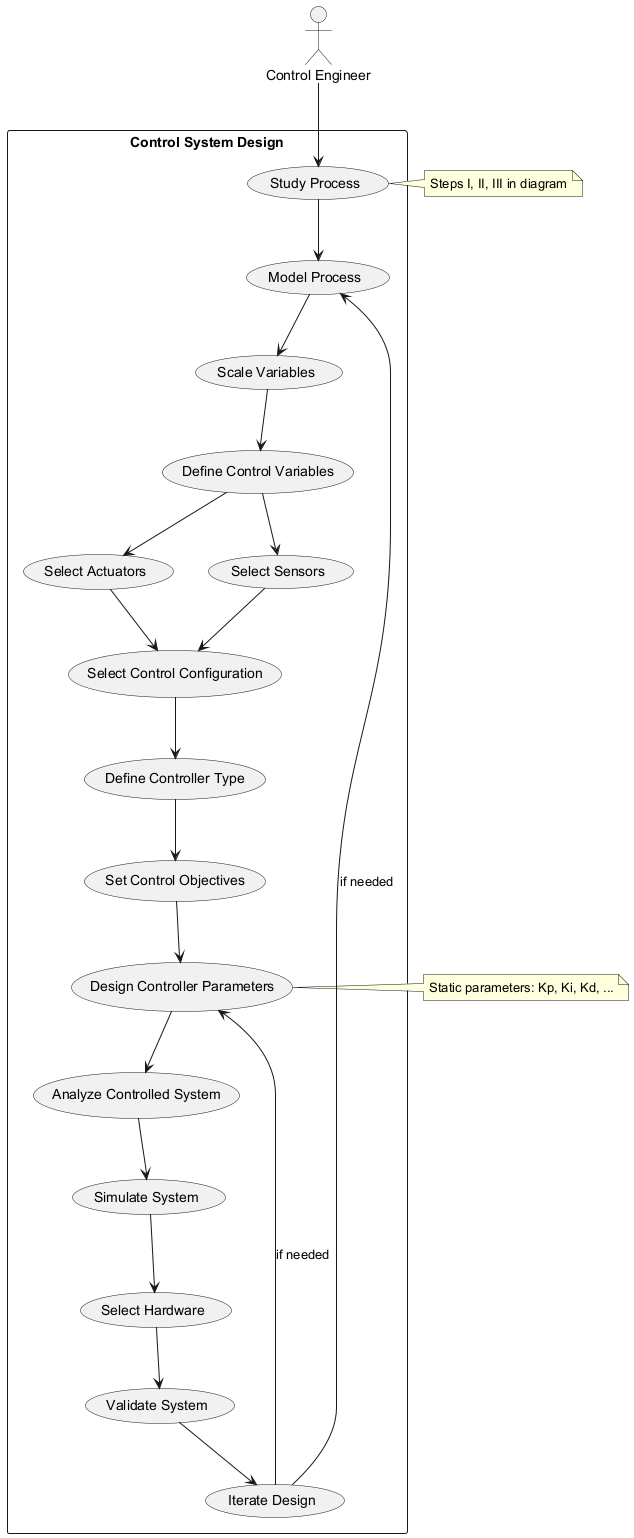 Control Engineer
Control System Design
Study Process
Steps I, II, III in diagram
Model Process
Scale Variables
Define Control Variables
Select Actuators
Select Sensors
Select Control Configuration
Define Controller Type
Set Control Objectives
if needed
Design Controller Parameters
Static parameters: Kp, Ki, Kd, ...
Analyze Controlled System
Simulate System
if needed
Select Hardware
Validate System
Iterate Design